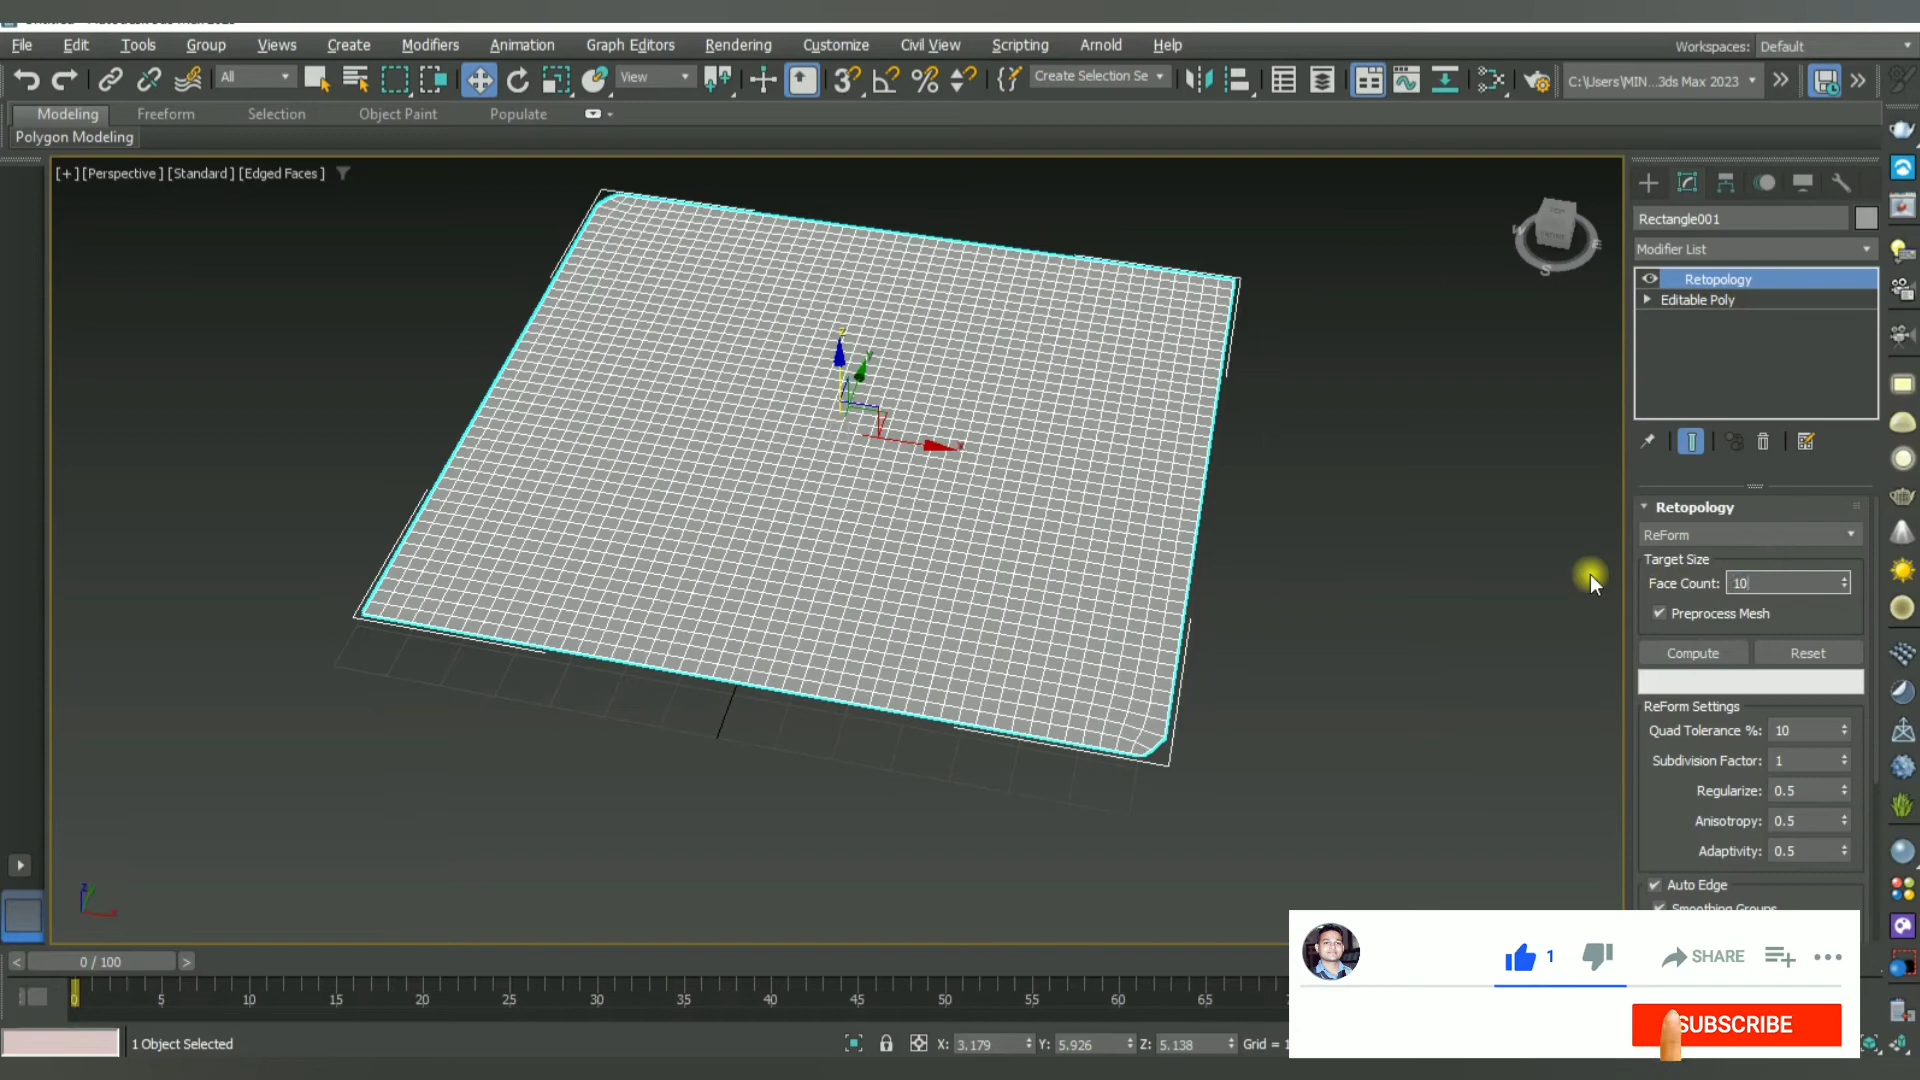 File Edit Tools Group Views Create Modifiers Animation Graph Editors Rendering Customize Civil View Scripting Arnold Help Workspaces: Default
All View Create Selection Se C:\Users\MIN...3ds Max 2023
Modeling Freeform Selection Object Paint Populate
Polygon Modeling
[+] [Perspective] [Standard] [Edged Faces]
Rectangle001
Modifier List
Retopology
Editable Poly
Retopology
ReForm
Target Size
Face Count: 10
Preprocess Mesh
Compute Reset
ReForm Settings
Quad Tolerance %: 10
Subdivision Factor: 1
Regularize: 0.5
Anisotropy: 0.5
Adaptivity: 0.5
Auto Edge
Smoothing Groups
TOP
FRONT
W E
S
z
y
x
1 SHARE
SUBSCRIBE
< 0 / 100 >
0 5 10 15 20 25 30 35 40 45 50 55 60 65
1 Object Selected X: 3.179 Y: 5.926 Z: 5.138 Grid = 1